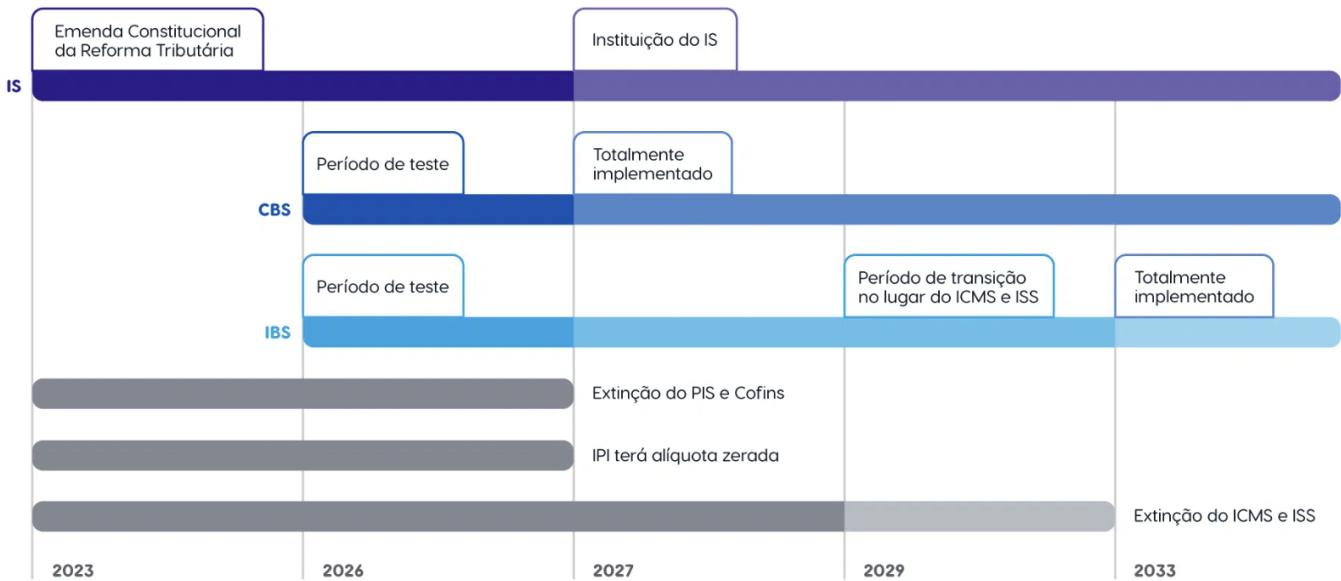 Emenda Constitucional
da Reforma Tributária
Instituição do IS
IS
Período de teste
Totalmente
implementado
CBS
Período de teste
Período de transição
no lugar do ICMS e ISS
Totalmente
implementado
IBS
Extinção do PIS e Cofins
IPI terá alíquota zerada
Extinção do ICMS e ISS
2023
2026
2027
2029
2033